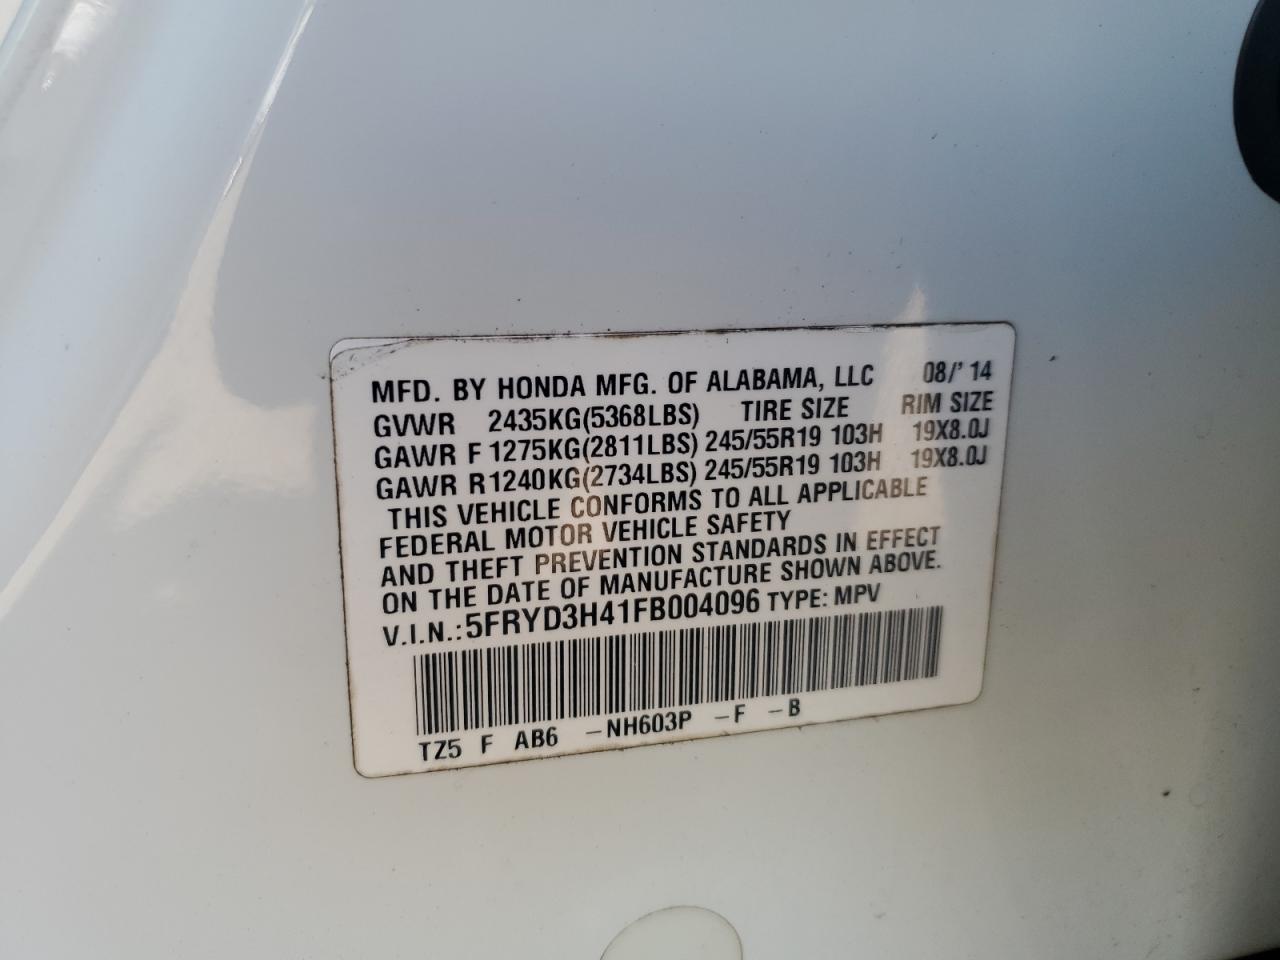 MFD. BY HONDA MFG. OF ALABAMA, LLC 08/'14
GVWR 2435KG(5368LBS) TIRE SIZE RIM SIZE
GAWR F 1275KG(2811LBS) 245/55R19 103H 19X8.0J
GAWR R 1240KG(2734LBS) 245/55R19 103H 19X8.0J
THIS VEHICLE CONFORMS TO ALL APPLICABLE
FEDERAL MOTOR VEHICLE SAFETY
AND THEFT PREVENTION STANDARDS IN EFFECT
ON THE DATE OF MANUFACTURE SHOWN ABOVE.
V.I.N.: 5FRYD3H41FB004096 TYPE: MPV
TZ5 F AB6 -NH603P -F -B